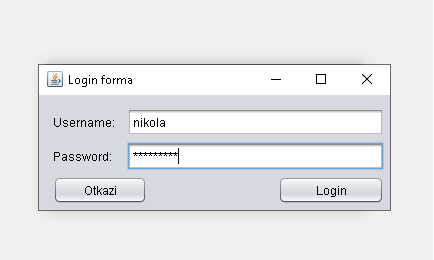 Login forma
Username: nikola
Password: *********
Otkazi Login